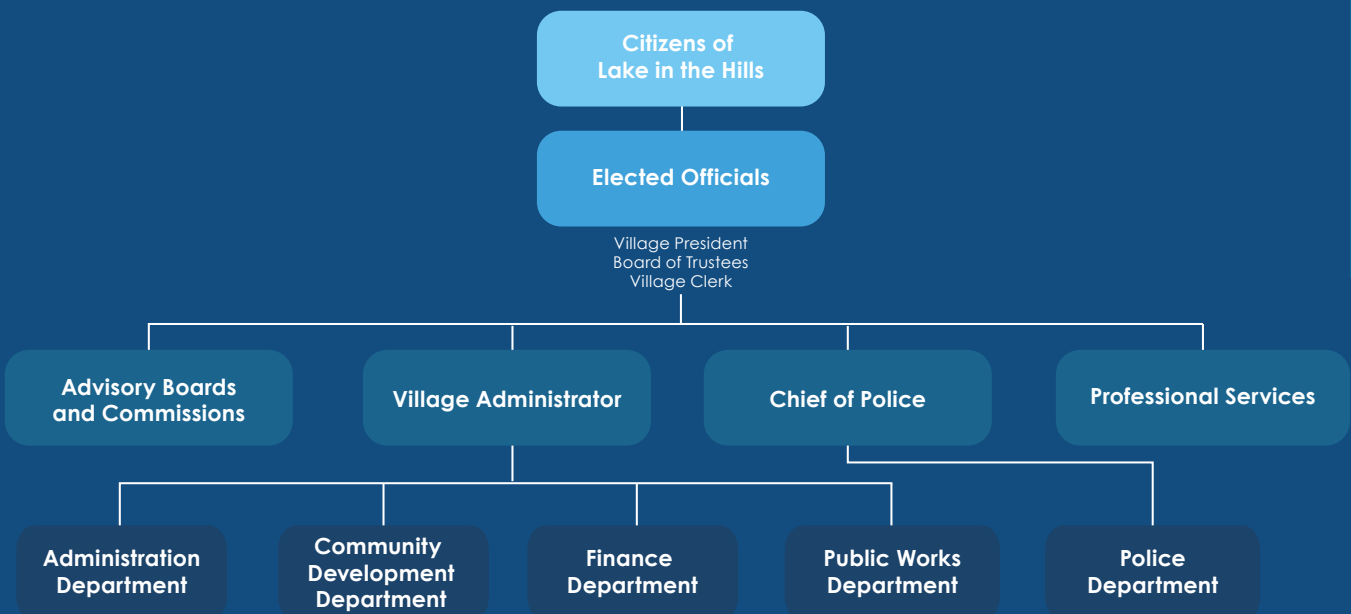 Citizens of
Lake in the Hills
Elected Officials
Village President
Board of Trustees
Village Clerk
Advisory Boards
and Commissions
Village Administrator
Chief of Police
Professional Services
Administration
Department
Community
Development
Department
Finance
Department
Public Works
Department
Police
Department